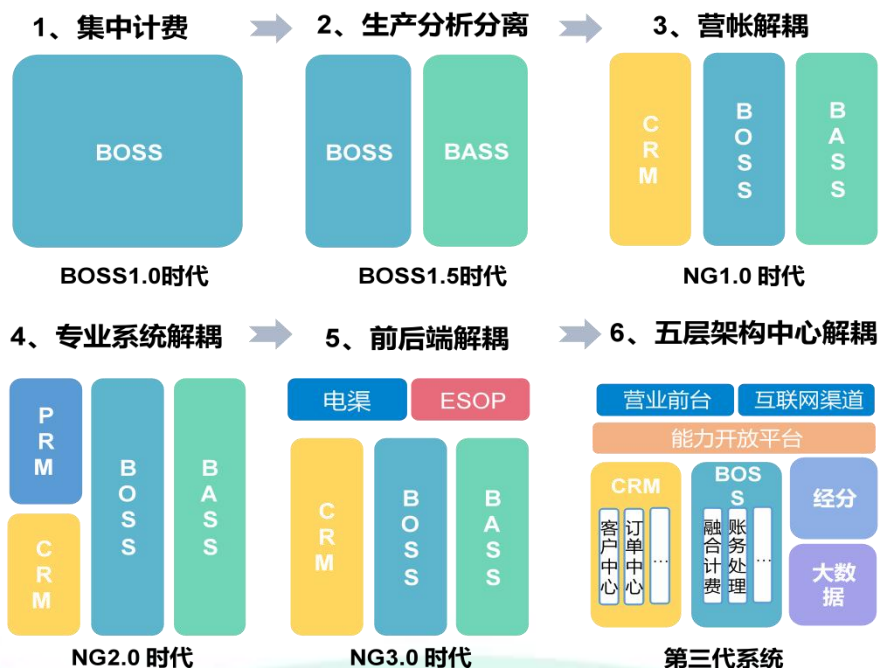 1、集中计费
2、生产分析分离
3、营帐解耦
BOSS
BOSS
BASS
CRM
BOSS
BASS
BOSS1.0时代
BOSS1.5时代
NG1.0 时代
4、专业系统解耦
5、前后端解耦
6、五层架构中心解耦
PRM
CRM
BOSS
BASS
电渠
ESOP
CRM
BOSS
BASS
营业前台
互联网渠道
能力开放平台
CRM
客户中心
订单中心
...
BOS
S
融合计费
账务处理
...
经分
大数
据
NG2.0 时代
NG3.0 时代
第三代系统